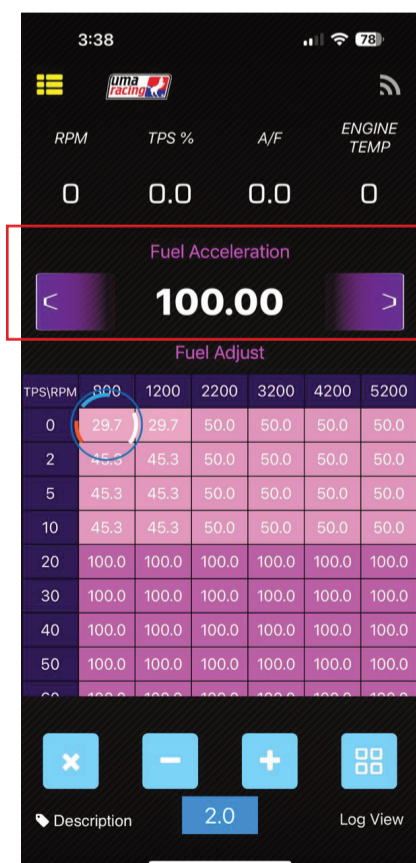 3:38 78
uma racing
RPM TPS % A/F ENGINE TEMP
0 0.0 0.0 0
Fuel Acceleration
< 100.00 >
Fuel Adjust
TPS\RPM 800 1200 2200 3200 4200 5200
0 29.7 29.7 50.0 50.0 50.0 50.0
2 45.3 45.3 50.0 50.0 50.0 50.0
5 45.3 45.3 50.0 50.0 50.0 50.0
10 45.3 45.3 50.0 50.0 50.0 50.0
20 100.0 100.0 100.0 100.0 100.0 100.0
30 100.0 100.0 100.0 100.0 100.0 100.0
40 100.0 100.0 100.0 100.0 100.0 100.0
50 100.0 100.0 100.0 100.0 100.0 100.0
Description 2.0 Log View